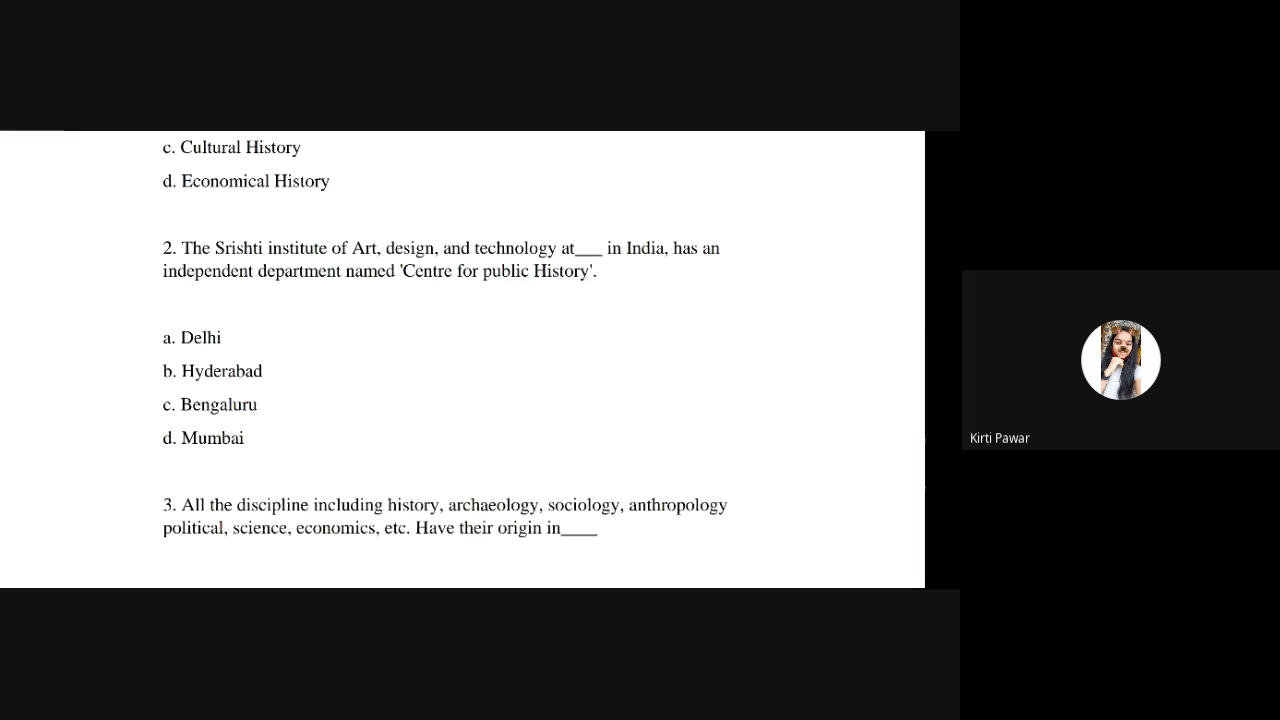 c. Cultural History
d. Economical History
2. The Srishti institute of Art, design, and technology at___ in India, has an
independent department named 'Centre for public History'.
a. Delhi
b. Hyderabad
c. Bengaluru
d. Mumbai
3. All the discipline including history, archaeology, sociology, anthropology
political, science, economics, etc. Have their origin in____
Kirti Pawar